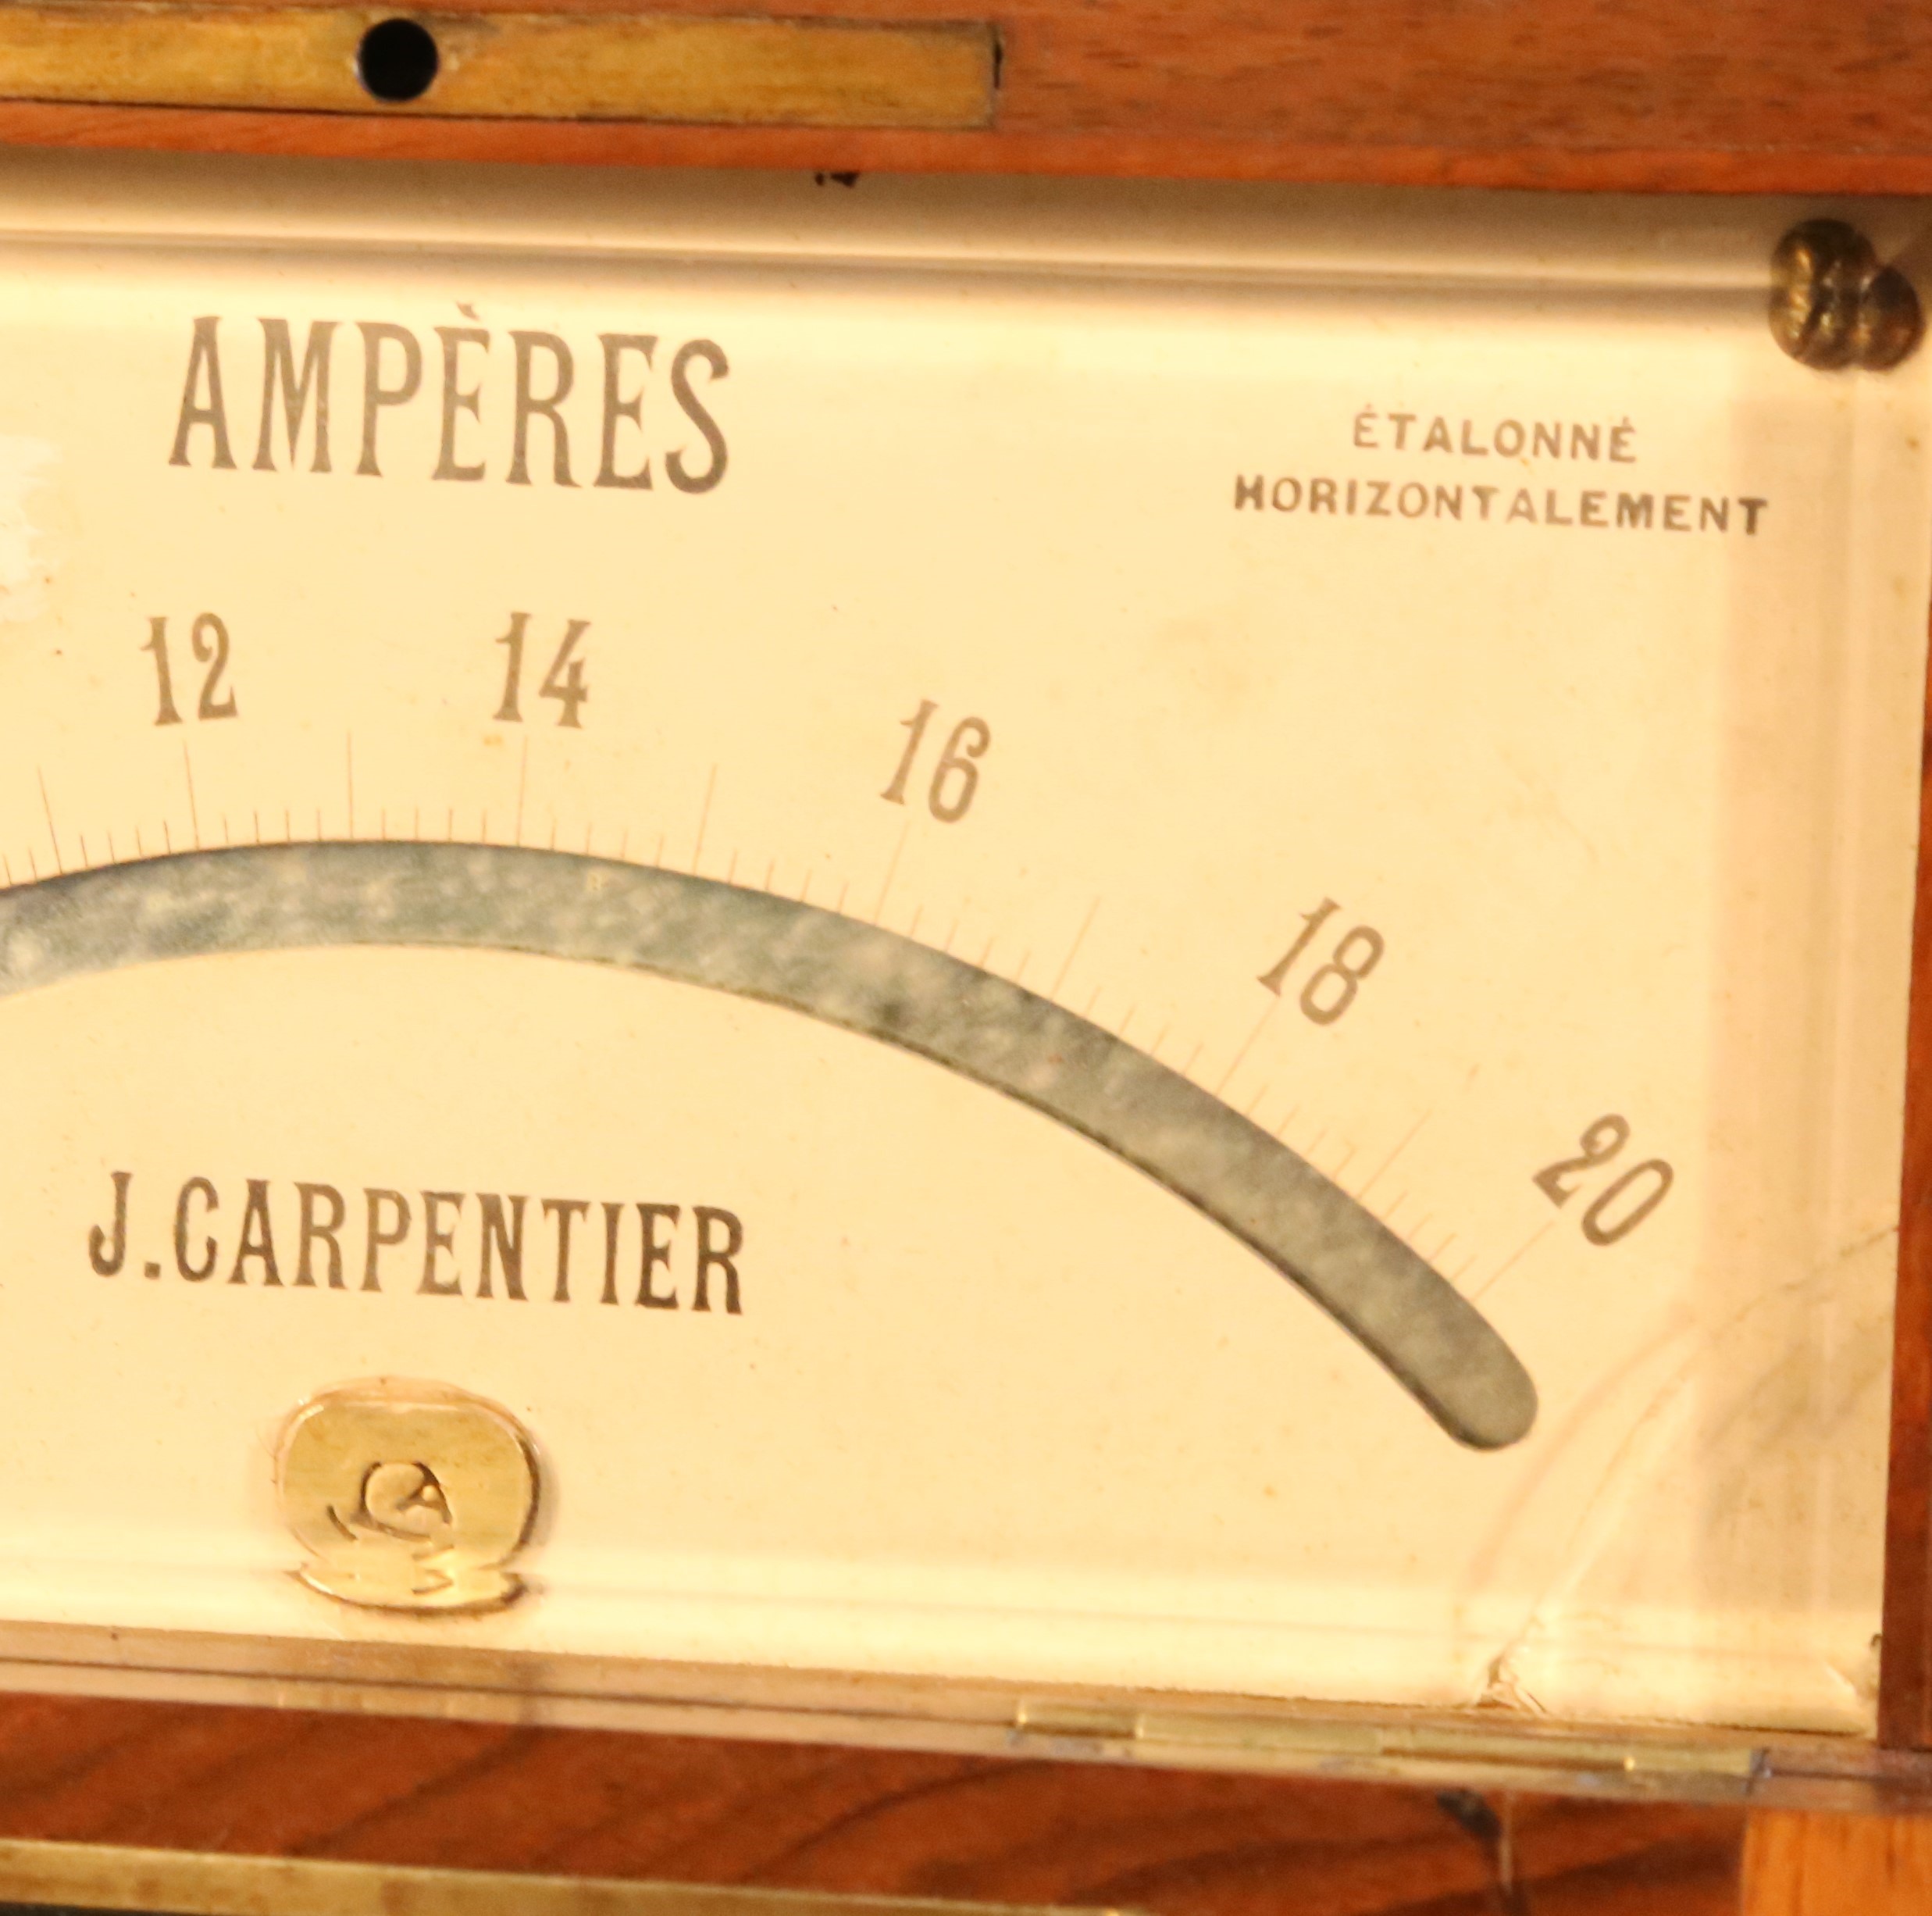 AMPÈRES
ÉTALONNÉ
HORIZONTALEMENT
12 14 16 18 20
J. CARPENTIER